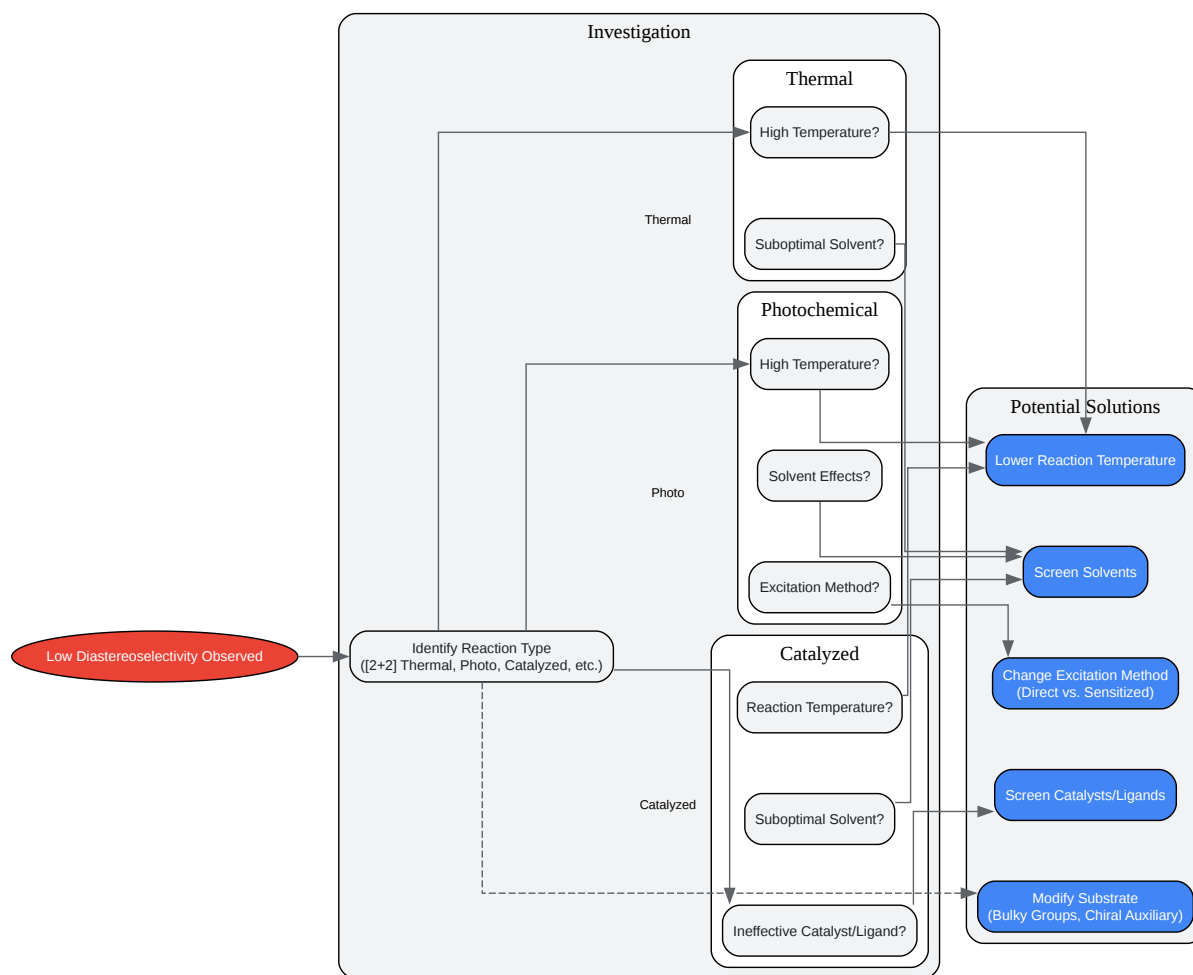 Investigation
Thermal
High Temperature?
Thermal
Suboptimal Solvent?
Photochemical
High Temperature?
Solvent Effects?
Photo
Excitation Method?
Low Diastereoselectivity Observed
Identify Reaction Type
([2+2] Thermal, Photo, Catalyzed, etc.)
Catalyzed
Reaction Temperature?
Catalyzed
Suboptimal Solvent?
Ineffective Catalyst/Ligand?
Potential Solutions
Lower Reaction Temperature
Screen Solvents
Change Excitation Method
(Direct vs. Sensitized)
Screen Catalysts/Ligands
Modify Substrate
(Bulky Groups, Chiral Auxiliary)